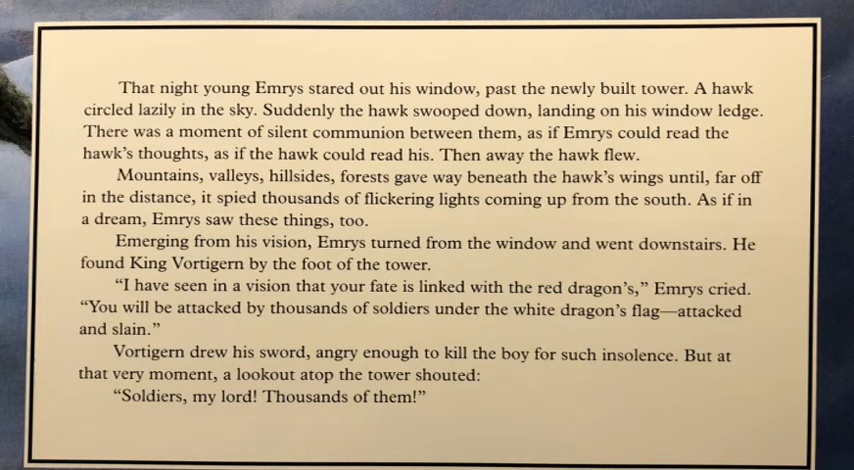 That night young Emrys stared out his window, past the newly built tower. A hawk
circled lazily in the sky. Suddenly the hawk swooped down, landing on his window ledge.
There was a moment of silent communion between them, as if Emrys could read the
hawk’s thoughts, as if the hawk could read his. Then away the hawk flew.
Mountains, valleys, hillsides, forests gave way beneath the hawk’s wings until, far off
in the distance, it spied thousands of flickering lights coming up from the south. As if in
a dream, Emrys saw these things, too.
Emerging from his vision, Emrys turned from the window and went downstairs. He
found King Vortigern by the foot of the tower.
“I have seen in a vision that your fate is linked with the red dragon’s,” Emrys cried.
“You will be attacked by thousands of soldiers under the white dragon’s flag—attacked
and slain.”
Vortigern drew his sword, angry enough to kill the boy for such insolence. But at
that very moment, a lookout atop the tower shouted:
“Soldiers, my lord! Thousands of them!”